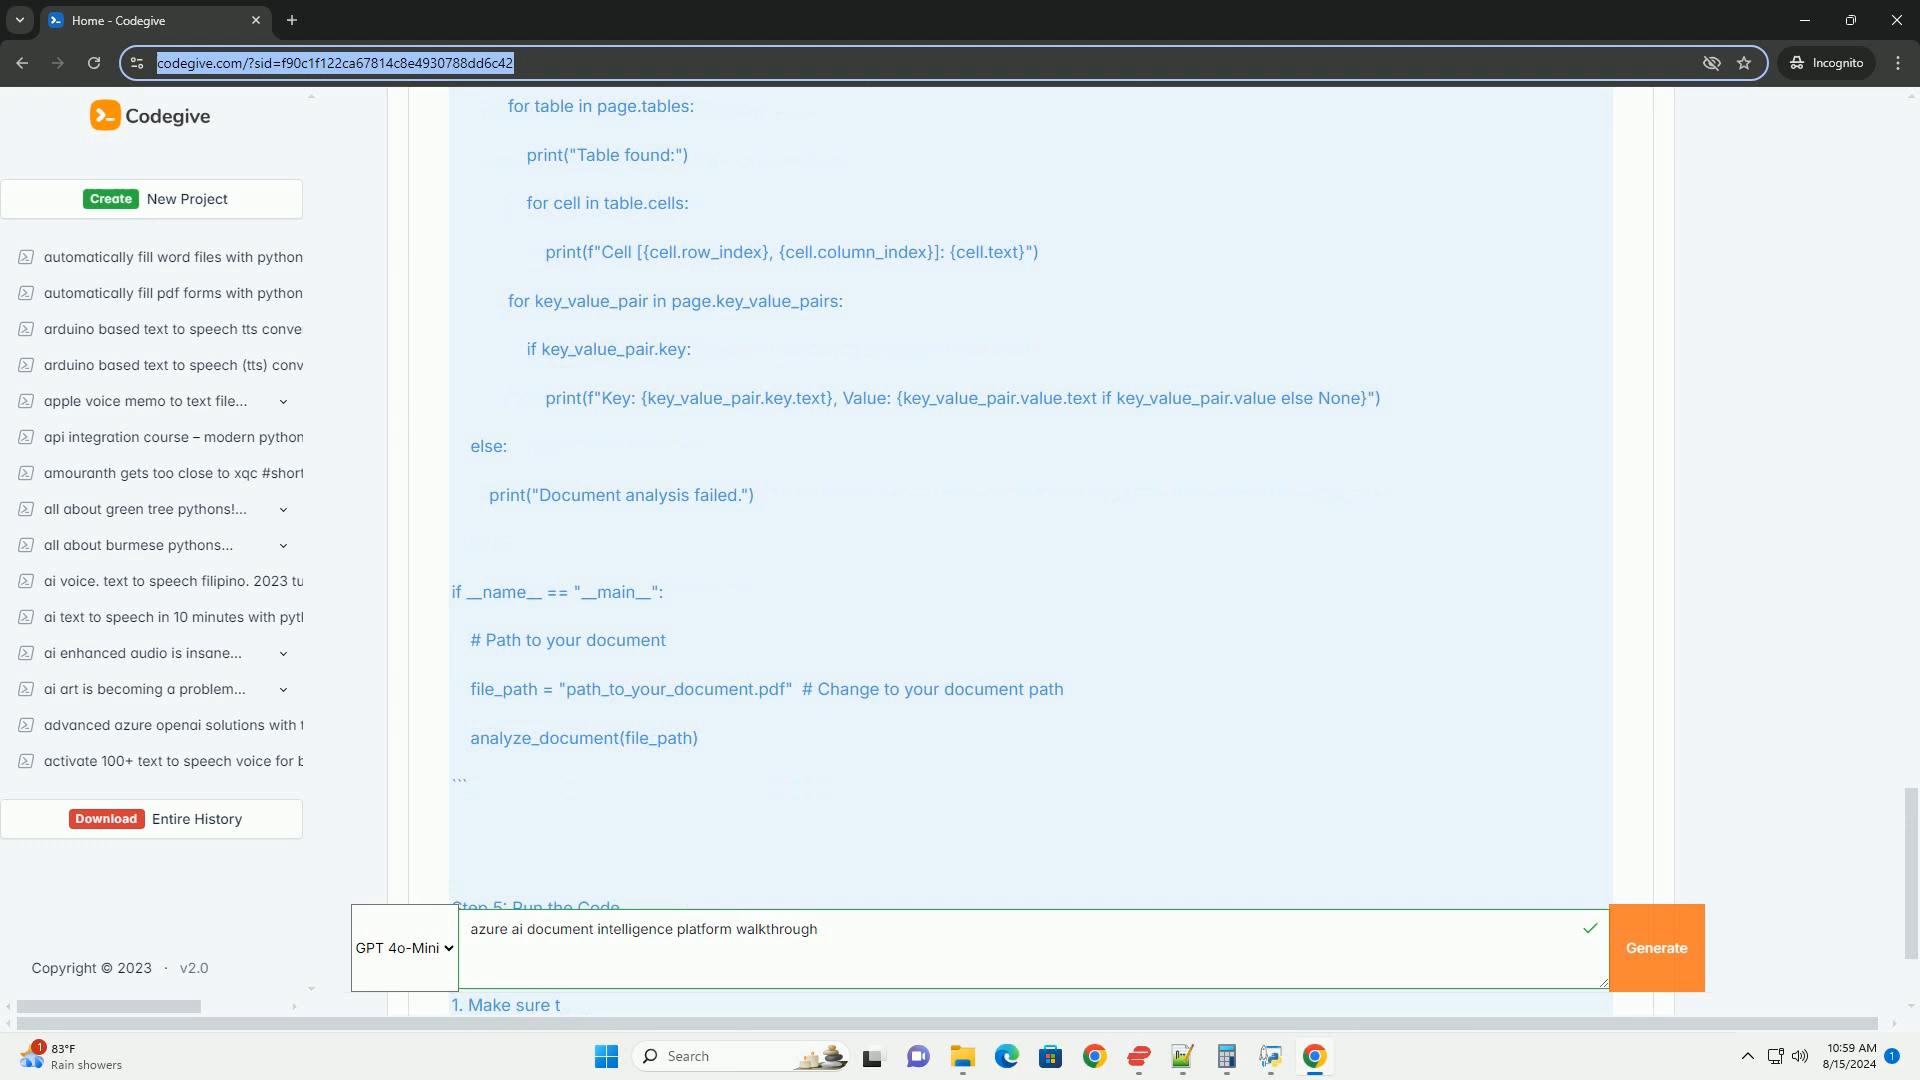 Home - Codegive
codegive.com/?sid=f90c1f122ca67814c8e4930788dd6c42
Incognito
Codegive
Create New Project
automatically fill word files with python
automatically fill pdf forms with python
arduino based text to speech tts conve
arduino based text to speech (tts) conv
apple voice memo to text file...
api integration course – modern python
amouranth gets too close to xqc #short
all about green tree pythons!...
all about burmese pythons...
ai voice. text to speech filipino. 2023 tu
ai text to speech in 10 minutes with pyt
ai enhanced audio is insane...
ai art is becoming a problem...
advanced azure openai solutions with t
activate 100+ text to speech voice for b
Download Entire History
Copyright © 2023 · v2.0
for table in page.tables:
print("Table found:")
for cell in table.cells:
print(f"Cell [{cell.row_index}, {cell.column_index}]: {cell.text}")
for key_value_pair in page.key_value_pairs:
if key_value_pair.key:
print(f"Key: {key_value_pair.key.text}, Value: {key_value_pair.value.text if key_value_pair.value else None}")
else:
print("Document analysis failed.")
if __name__ == "__main__":
# Path to your document
file_path = "path_to_your_document.pdf"  # Change to your document path
analyze_document(file_path)
```
Step 5: Run the Code
GPT 4o-Mini
azure ai document intelligence platform walkthrough
Generate
1. Make sure t
1
83°F
Rain showers
Search
10:59 AM
8/15/2024
1